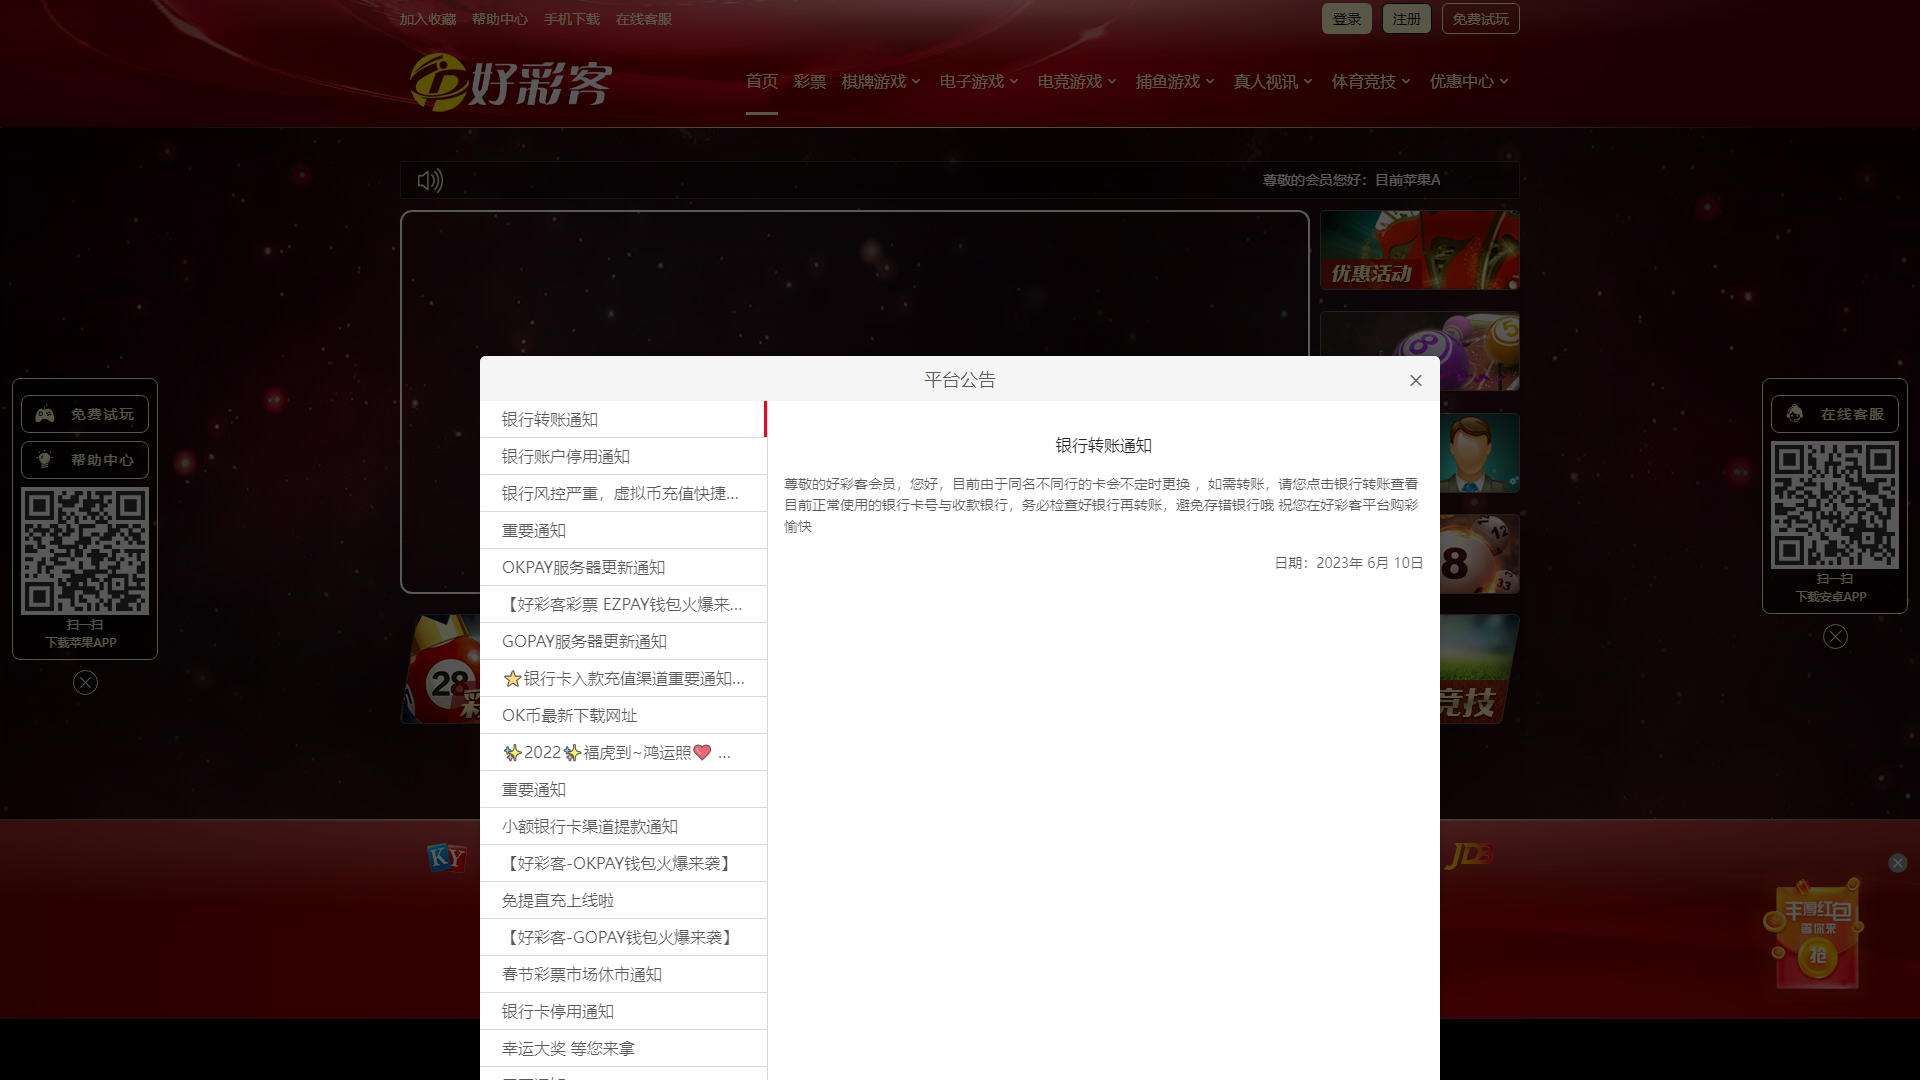 加入收藏 帮助中心 手机下载 在线客服
登录 注册 免费试玩
好彩客
首页 彩票 棋牌游戏 电子游戏 电竞游戏 捕鱼游戏 真人视讯 体育竞技 优惠中心
尊敬的会员您好：目前苹果A
优惠活动
平台公告
银行转账通知
银行账户停用通知
银行风控严重，虚拟币充值快捷...
重要通知
OKPAY服务器更新通知
【好彩客彩票 EZPAY钱包火爆来...
GOPAY服务器更新通知
⭐银行卡入款充值渠道重要通知...
OK币最新下载网址
✨2022✨福虎到~鸿运照❤️ ...
重要通知
小额银行卡渠道提款通知
【好彩客-OKPAY钱包火爆来袭】
免提直充上线啦
【好彩客-GOPAY钱包火爆来袭】
春节彩票市场休市通知
银行卡停用通知
幸运大奖 等您来拿
银行转账通知
尊敬的好彩客会员，您好，目前由于同名不同行的卡会不定时更换 ，如需转账，请您点击银行转账查看
目前正常使用的银行卡号与收款银行，务必检查好银行再转账，避免存错银行哦 祝您在好彩客平台购彩
愉快
日期：2023年 6月 10日
免费试玩
帮助中心
扫一扫
下载苹果APP
在线客服
扫一扫
下载安卓APP
28
8
5
12
8
33
竞技
KY
JDB
丰厚红包
等你来
抢